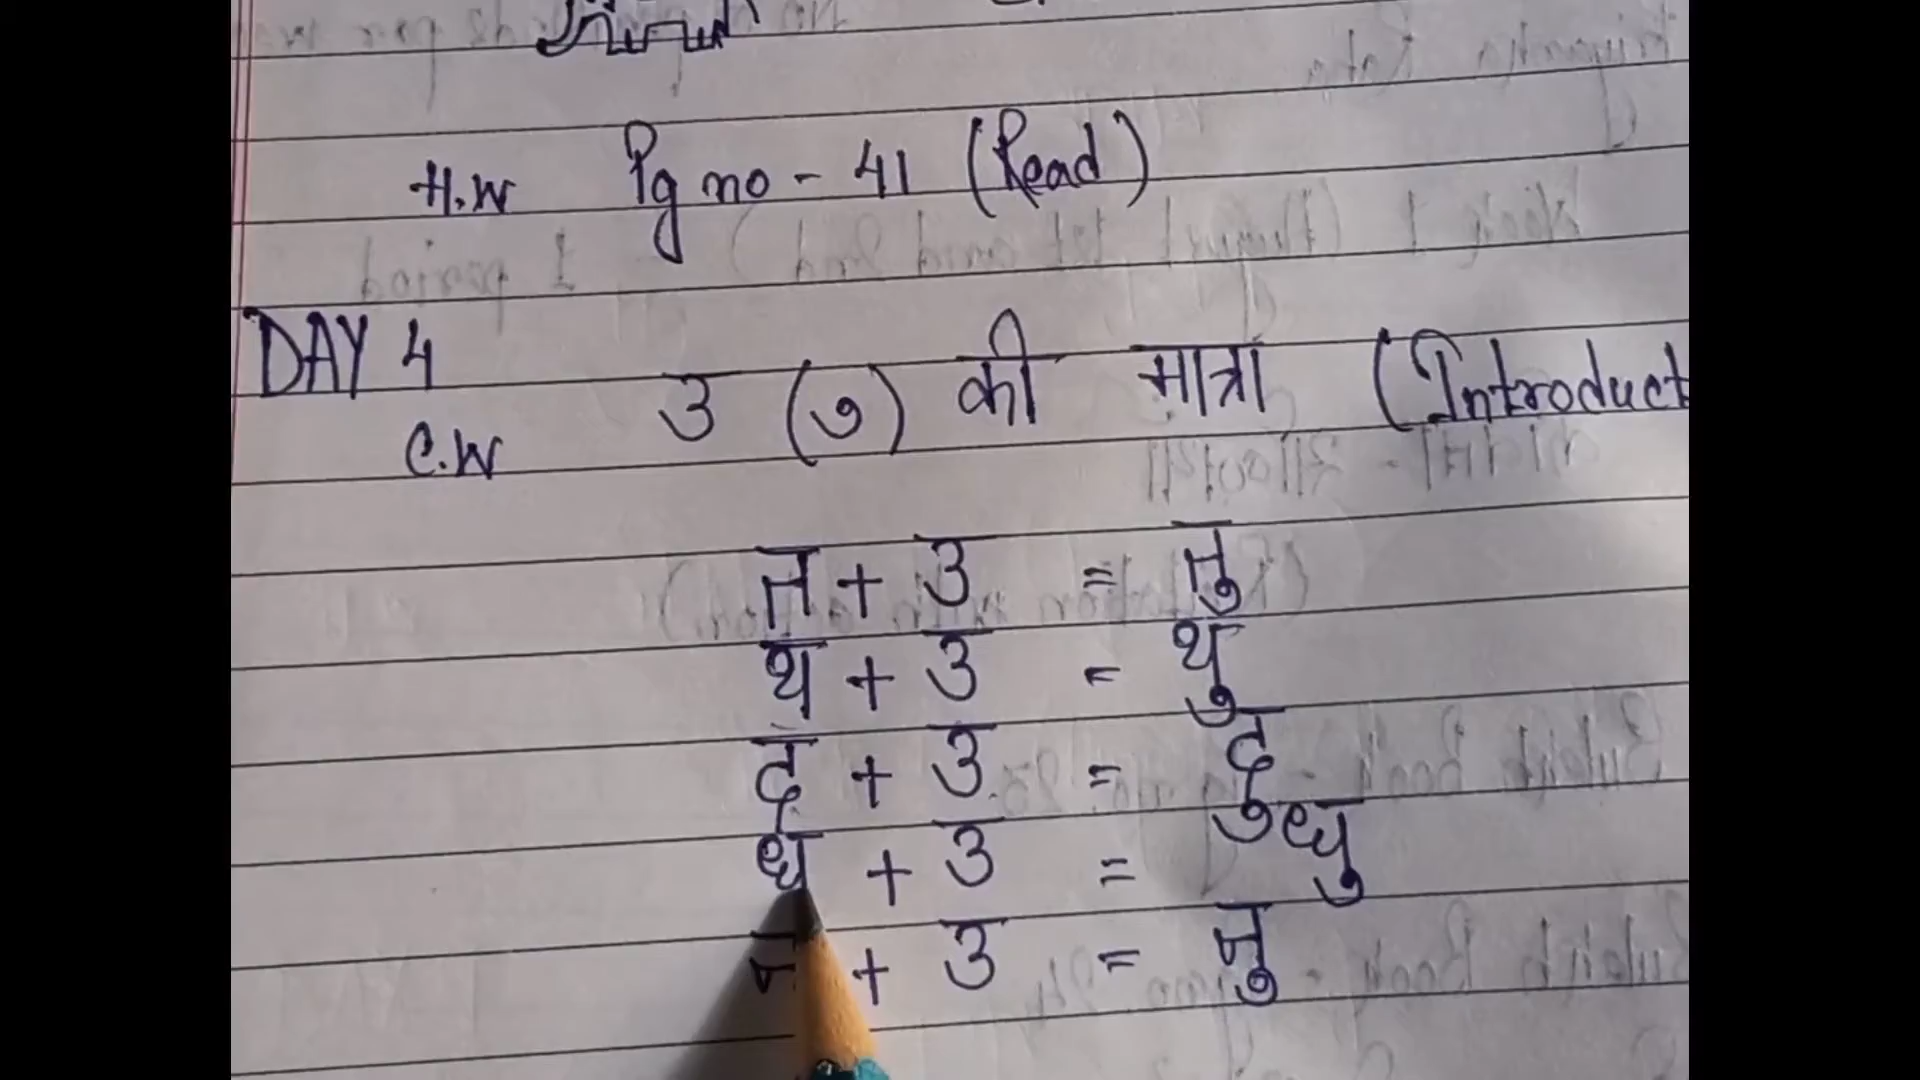 H.W Pg no - 41 (Read)
DAY 4
उ (ु) की मात्रा (Introduct
C.W
त + उ = तु
थ + उ = थु
द + उ = दु
ध + उ = धु
न + उ = नु